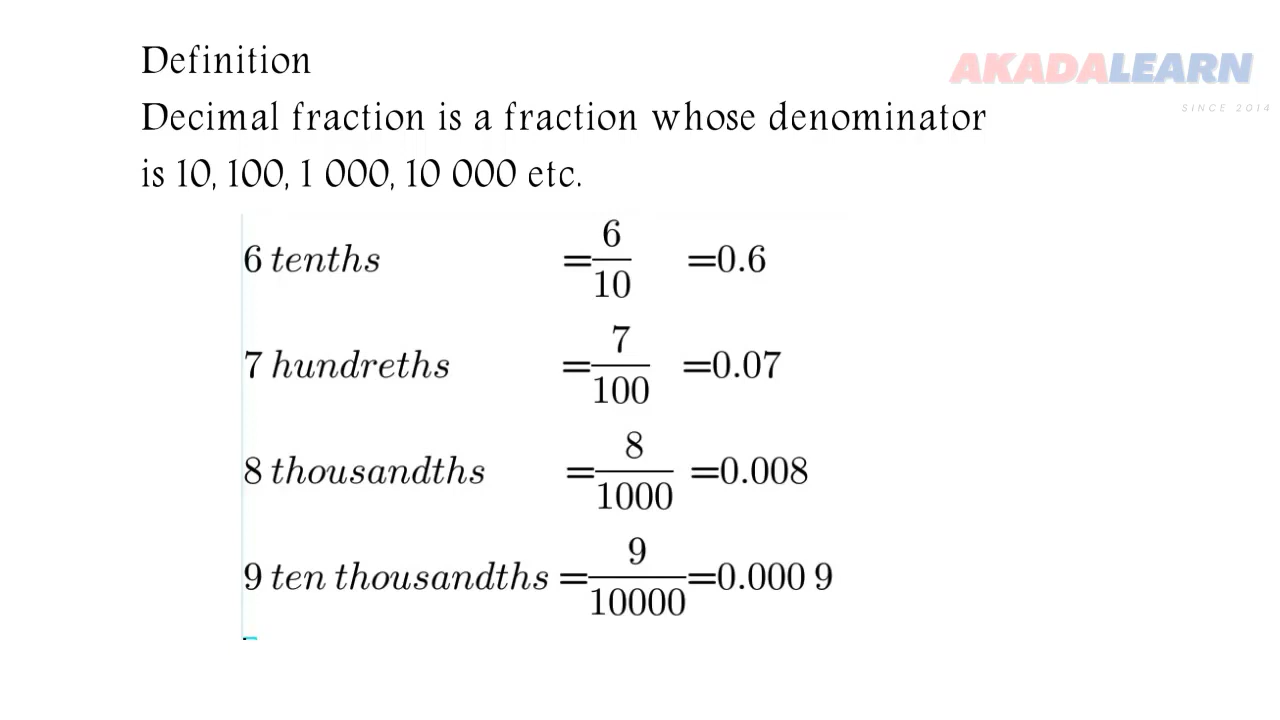 Definition
AKADALEARN
SINCE 2014
Decimal fraction is a fraction whose denominator
is 10, 100, 1 000, 10 000 etc.
6 tenths = 6/10 =0.6
7 hundreths = 7/100 =0.07
8 thousandths = 8/1000 =0.008
9 ten thousandths = 9/10000 =0.000 9